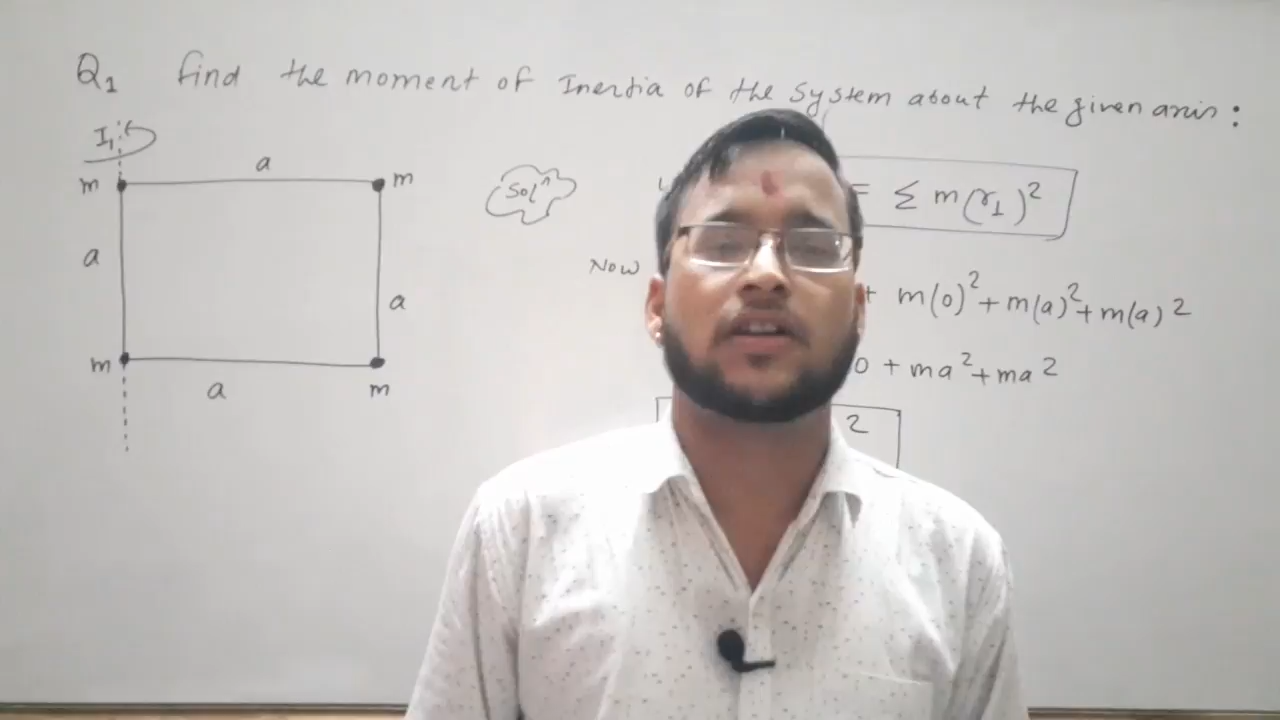 Q1 find the moment of Inertia of the system about the given axis :
I1
a
m m
Solⁿ
= Σ m(r⊥)²
a
Now
+ m(0)²+m(a)²+m(a)²
a
m
0 + ma²+ma²
a
m
2